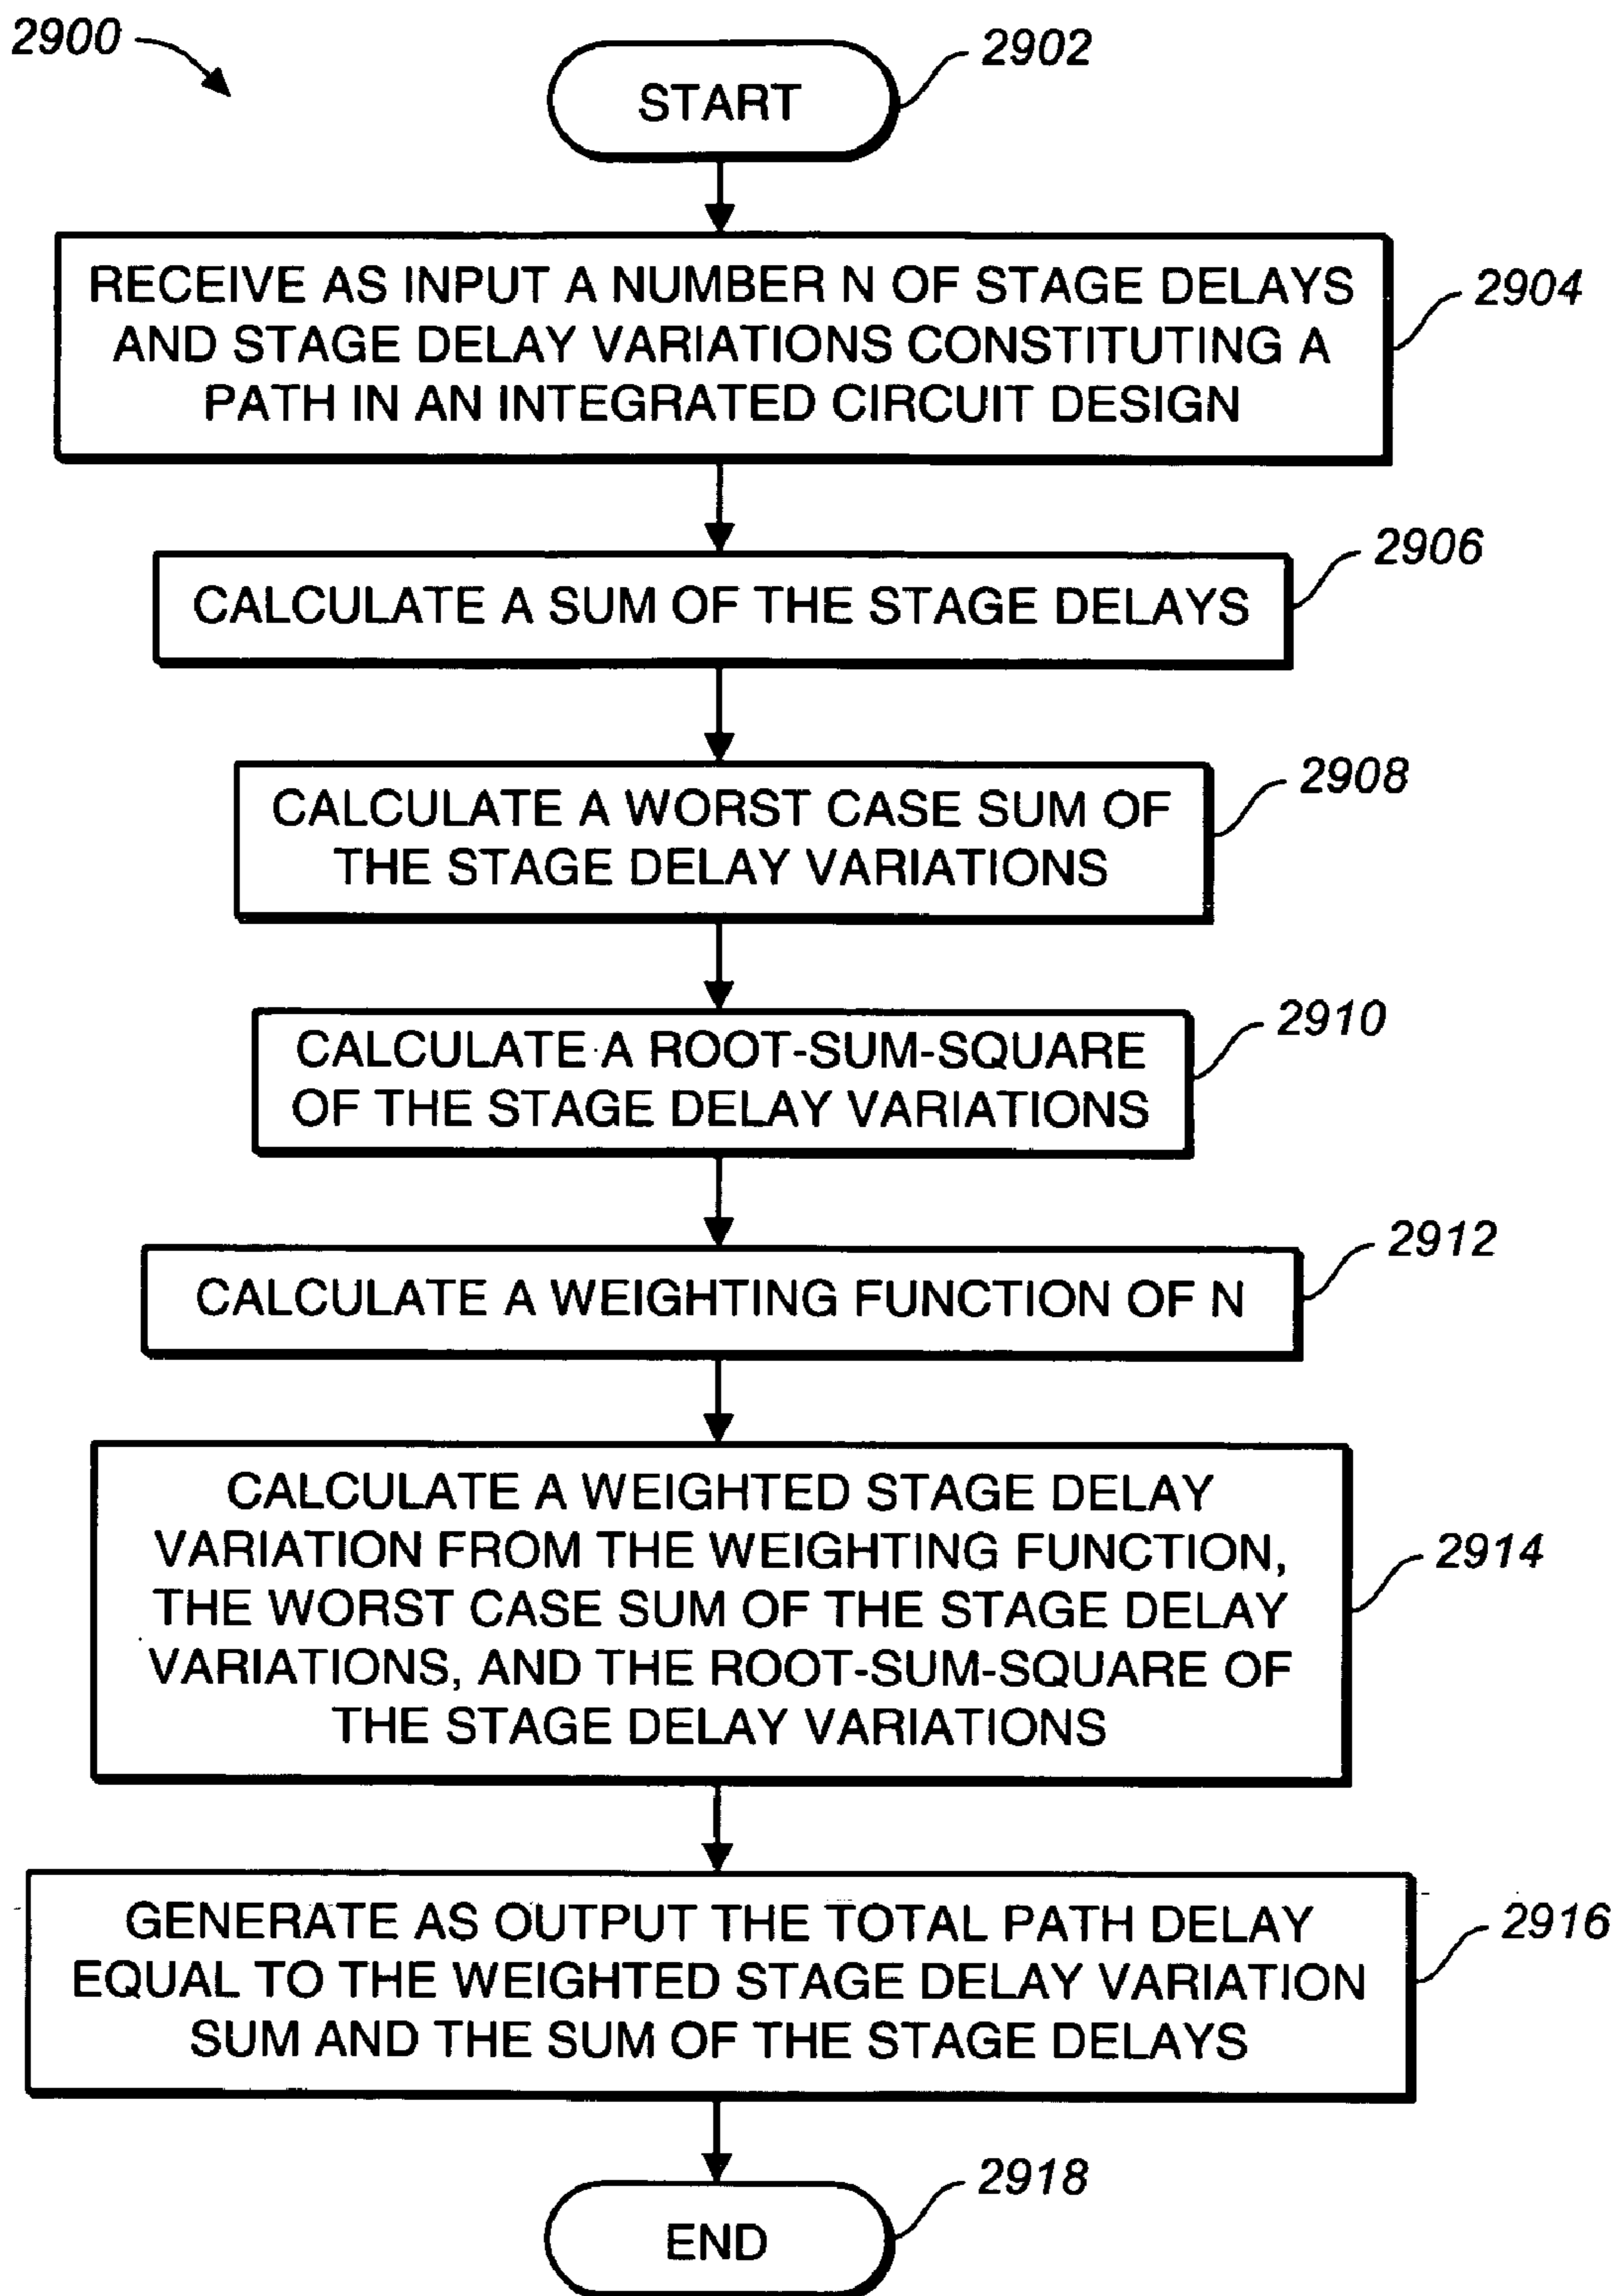 2900
START
2902
RECEIVE AS INPUT A NUMBER N OF STAGE DELAYS
AND STAGE DELAY VARIATIONS CONSTITUTING A
PATH IN AN INTEGRATED CIRCUIT DESIGN
2904
CALCULATE A SUM OF THE STAGE DELAYS
2906
CALCULATE A WORST CASE SUM OF
THE STAGE DELAY VARIATIONS
2908
CALCULATE A ROOT-SUM-SQUARE
OF THE STAGE DELAY VARIATIONS
2910
CALCULATE A WEIGHTING FUNCTION OF N
2912
CALCULATE A WEIGHTED STAGE DELAY
VARIATION FROM THE WEIGHTING FUNCTION,
THE WORST CASE SUM OF THE STAGE DELAY
VARIATIONS, AND THE ROOT-SUM-SQUARE OF
THE STAGE DELAY VARIATIONS
2914
GENERATE AS OUTPUT THE TOTAL PATH DELAY
EQUAL TO THE WEIGHTED STAGE DELAY VARIATION
SUM AND THE SUM OF THE STAGE DELAYS
2916
END
2918